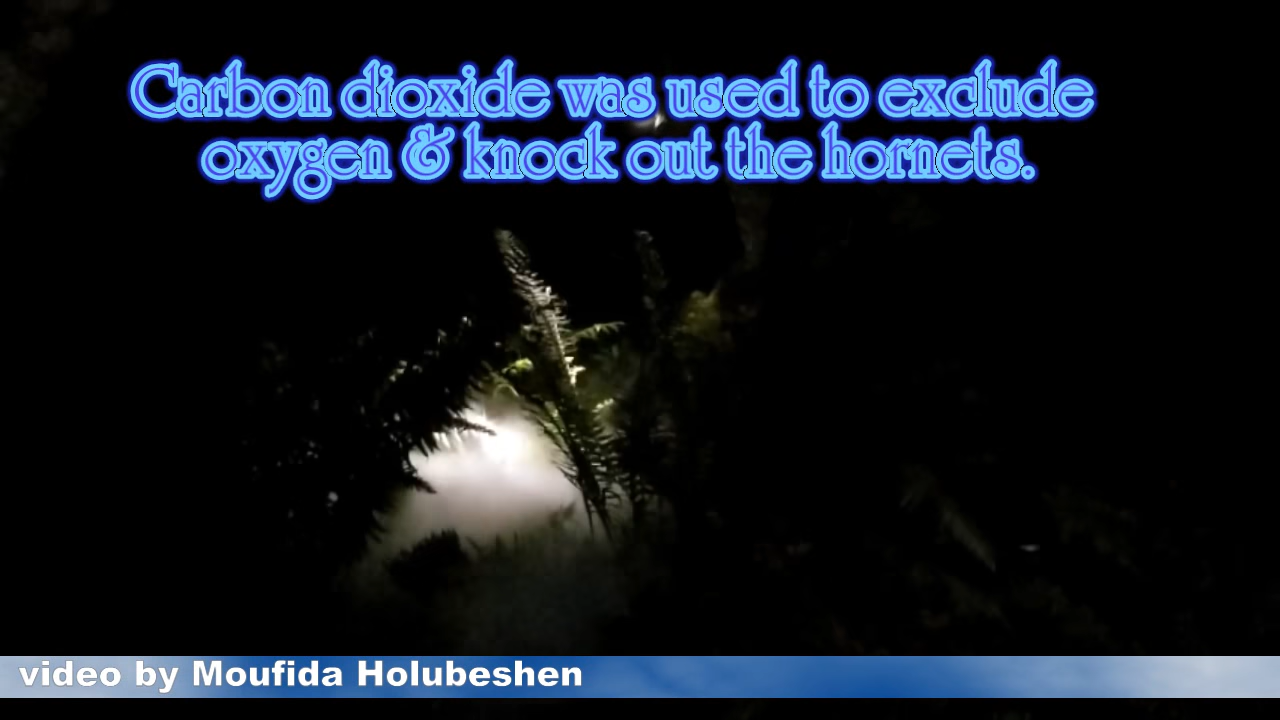 Carbon dioxide was used to exclude
oxygen & knock out the hornets.
video by Moufida Holubeshen